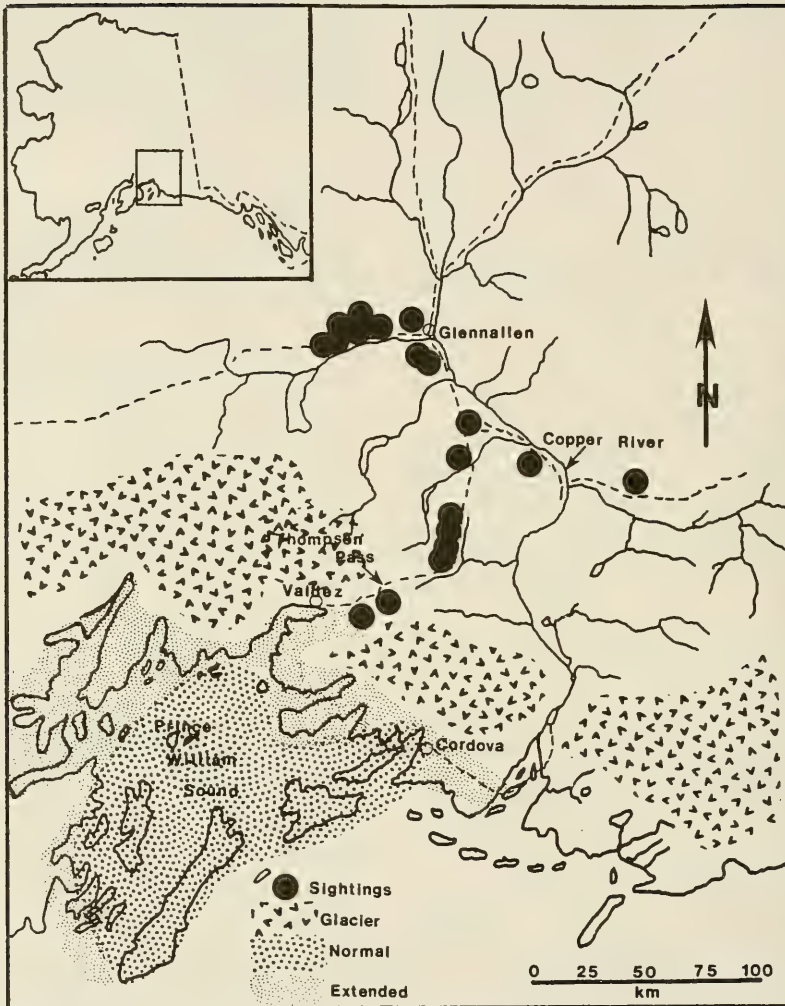 Glennallen
N
Copper River
Thompson
Pass
Valdez
Prince
William
Sound
Cordova
Sightings
Glacier
Normal
Extended
0 25 50 75 100
km